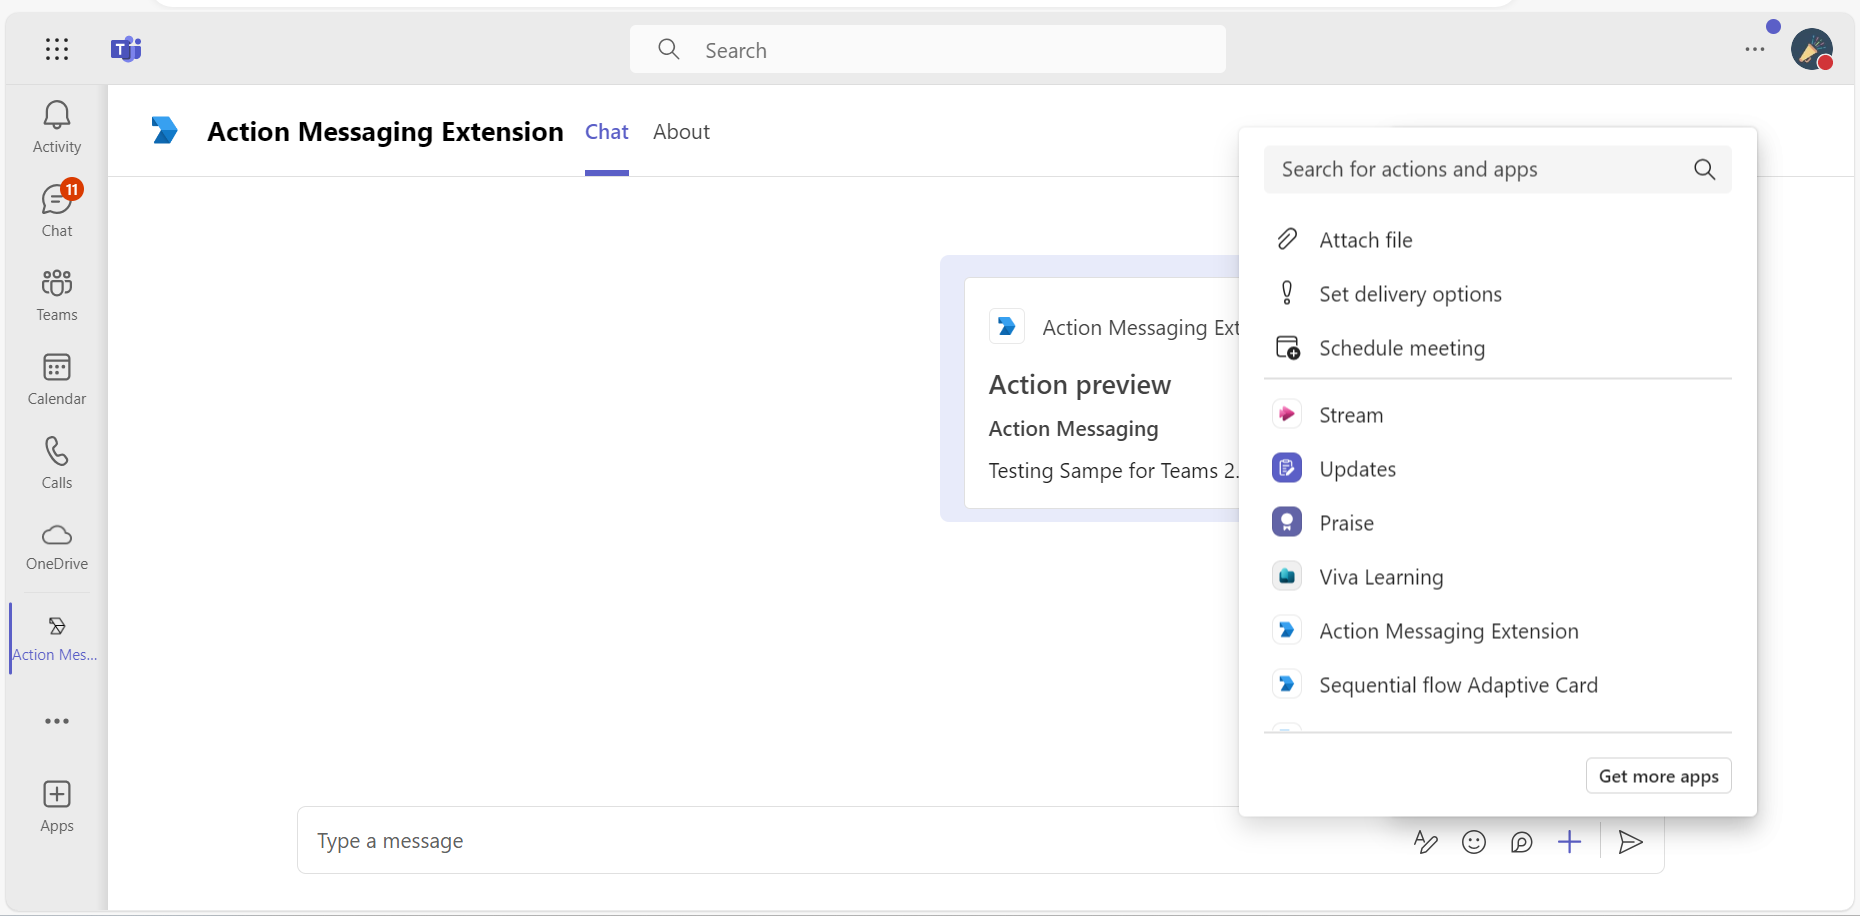 Search
Activity
11
Chat
Teams
Calendar
Calls
OneDrive
Action Mes...
Apps
Action Messaging Extension
Chat
About
Action Messaging Ext
Action preview
Action Messaging
Testing Sampe for Teams 2.
Search for actions and apps
Attach file
Set delivery options
Schedule meeting
Stream
Updates
Praise
Viva Learning
Action Messaging Extension
Sequential flow Adaptive Card
Get more apps
Type a message